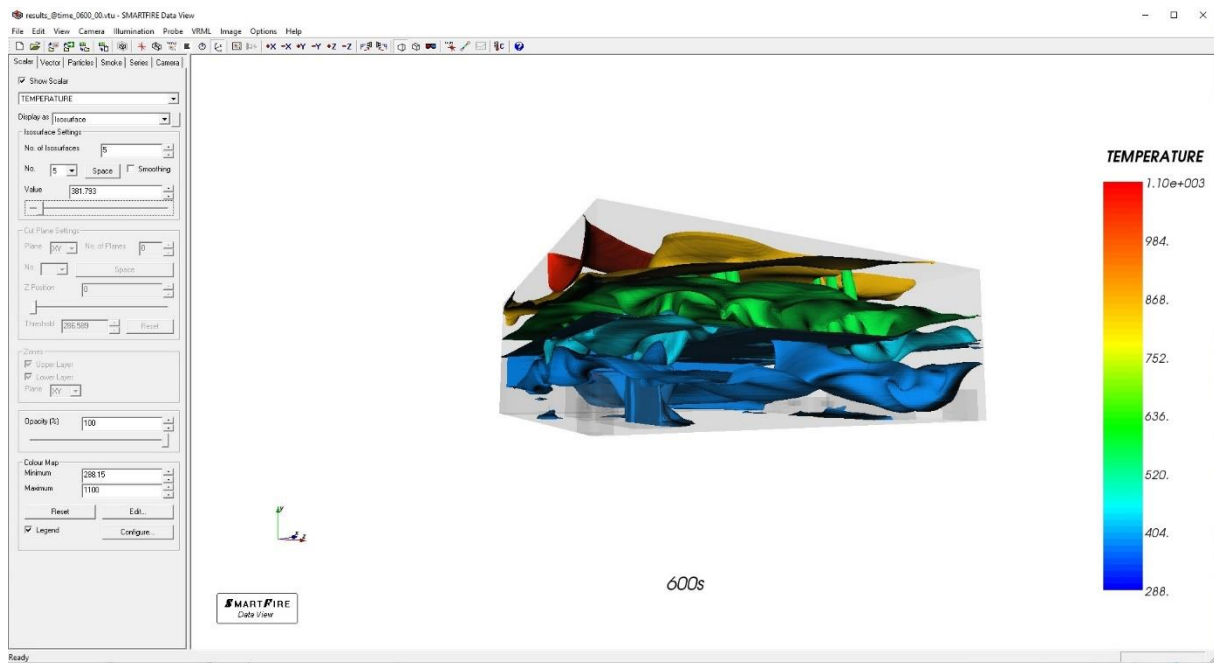 results_@time_0600_00.vtu - SMARTFIRE Data View
File Edit View Camera Illumination Probe VRML Image Options Help
+X -X +Y -Y +Z -Z
Scalar Vector Particles Smoke Series Camera
Show Scalar
TEMPERATURE
Display as Isosurface
Isosurface Settings
No. of Isosurfaces 5
No. 5 Space Smoothing
Value 381.793
Cut Plane Settings
Plane XY No. of Planes 0
No. Space
Z Position 0
Threshold 286.989 Reset
Zones
Upper Layer
Lower Layer
Plane XY
Opacity (%) 100
Colour Map
Minimum 288.15
Maximum 1100
Reset Edit...
Legend Configure...
TEMPERATURE
1.10e+003
984.
868.
752.
636.
520.
404.
288.
y
x
z
600s
SMARTFIRE
Data View
Ready